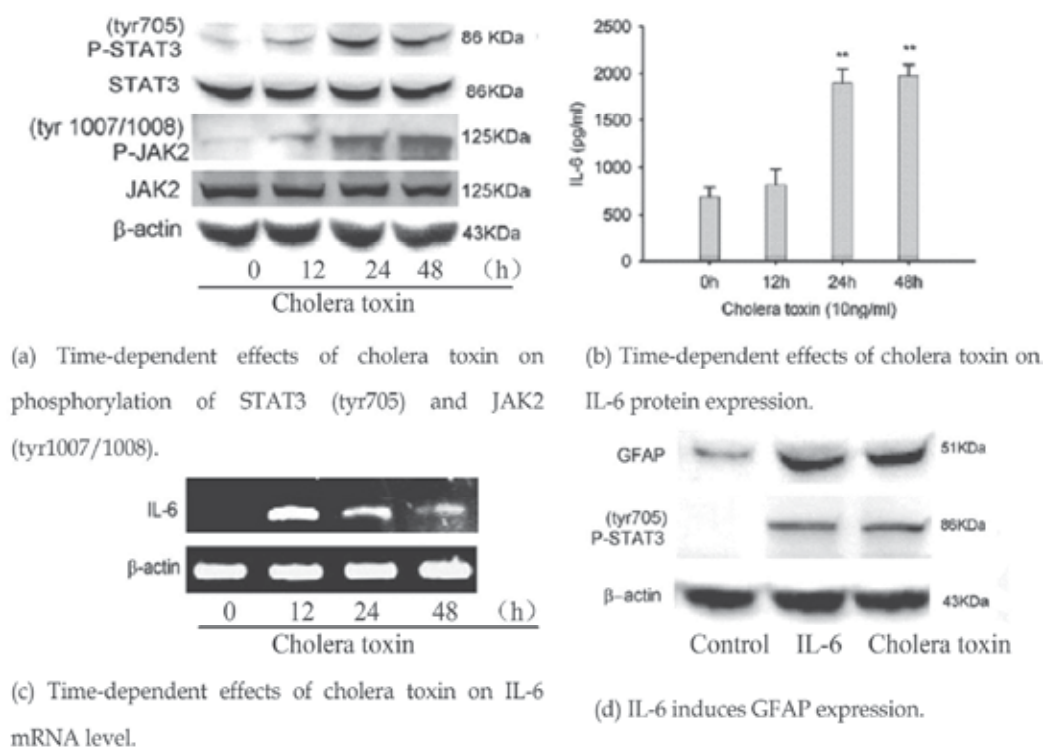 (tyr705)
P-STAT3
86 KDa
STAT3
86KDa
(tyr 1007/1008)
P-JAK2
125KDa
JAK2
125KDa
β-actin
43KDa
0 12 24 48 (h)
Cholera toxin
(a) Time-dependent effects of cholera toxin on
phosphorylation of STAT3 (tyr705) and JAK2
(tyr1007/1008).
IL-6 (pg/ml)
2500
2000
1500
1000
500
0
** **
0h 12h 24h 48h
Cholera toxin (10ng/ml)
(b) Time-dependent effects of cholera toxin on
IL-6 protein expression.
IL-6
β-actin
0 12 24 48 (h)
Cholera toxin
(c) Time-dependent effects of cholera toxin on IL-6
mRNA level.
GFAP
51KDa
(tyr705)
P-STAT3
86KDa
β-actin
43KDa
Control IL-6 Cholera toxin
(d) IL-6 induces GFAP expression.